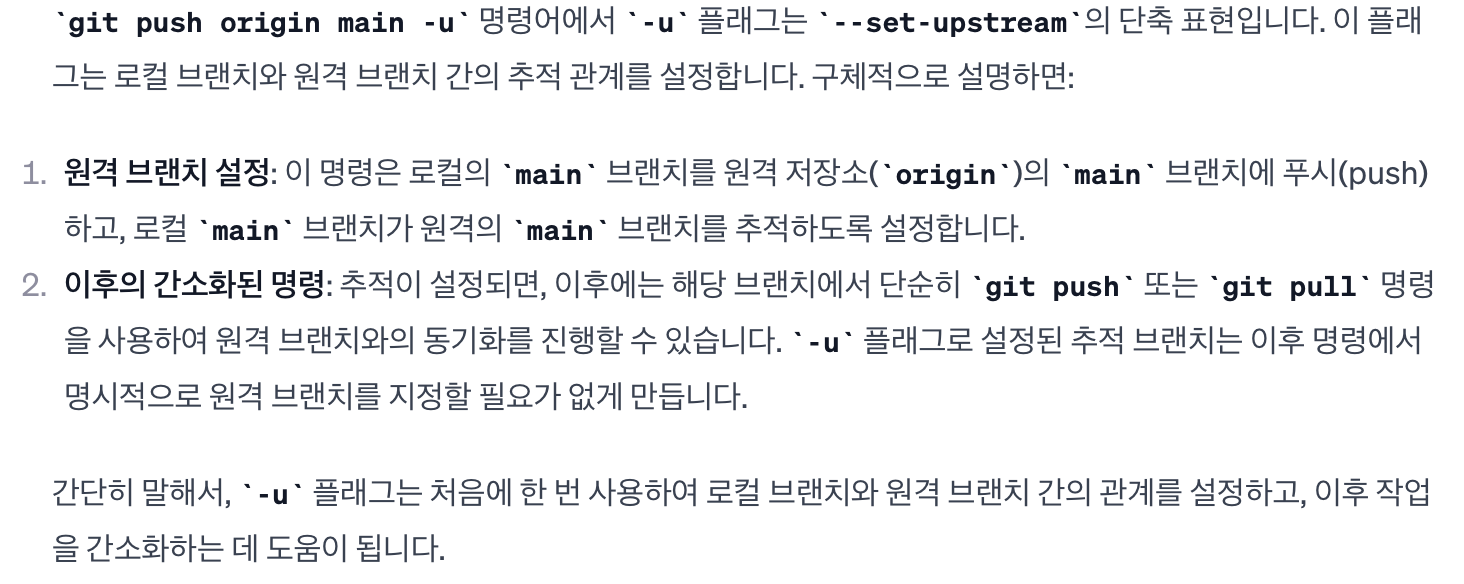 `git push origin main -u` 명령어에서 `-u` 플래그는 `--set-upstream`의 단축 표현입니다. 이 플래
그는 로컬 브랜치와 원격 브랜치 간의 추적 관계를 설정합니다. 구체적으로 설명하면:
1. 원격 브랜치 설정: 이 명령은 로컬의 `main` 브랜치를 원격 저장소(`origin`)의 `main` 브랜치에 푸시(push)
하고, 로컬 `main` 브랜치가 원격의 `main` 브랜치를 추적하도록 설정합니다.
2. 이후의 간소화된 명령: 추적이 설정되면, 이후에는 해당 브랜치에서 단순히 `git push` 또는 `git pull` 명령
을 사용하여 원격 브랜치와의 동기화를 진행할 수 있습니다. `-u` 플래그로 설정된 추적 브랜치는 이후 명령에서
명시적으로 원격 브랜치를 지정할 필요가 없게 만듭니다.
간단히 말해서, `-u` 플래그는 처음에 한 번 사용하여 로컬 브랜치와 원격 브랜치 간의 관계를 설정하고, 이후 작업
을 간소화하는 데 도움이 됩니다.